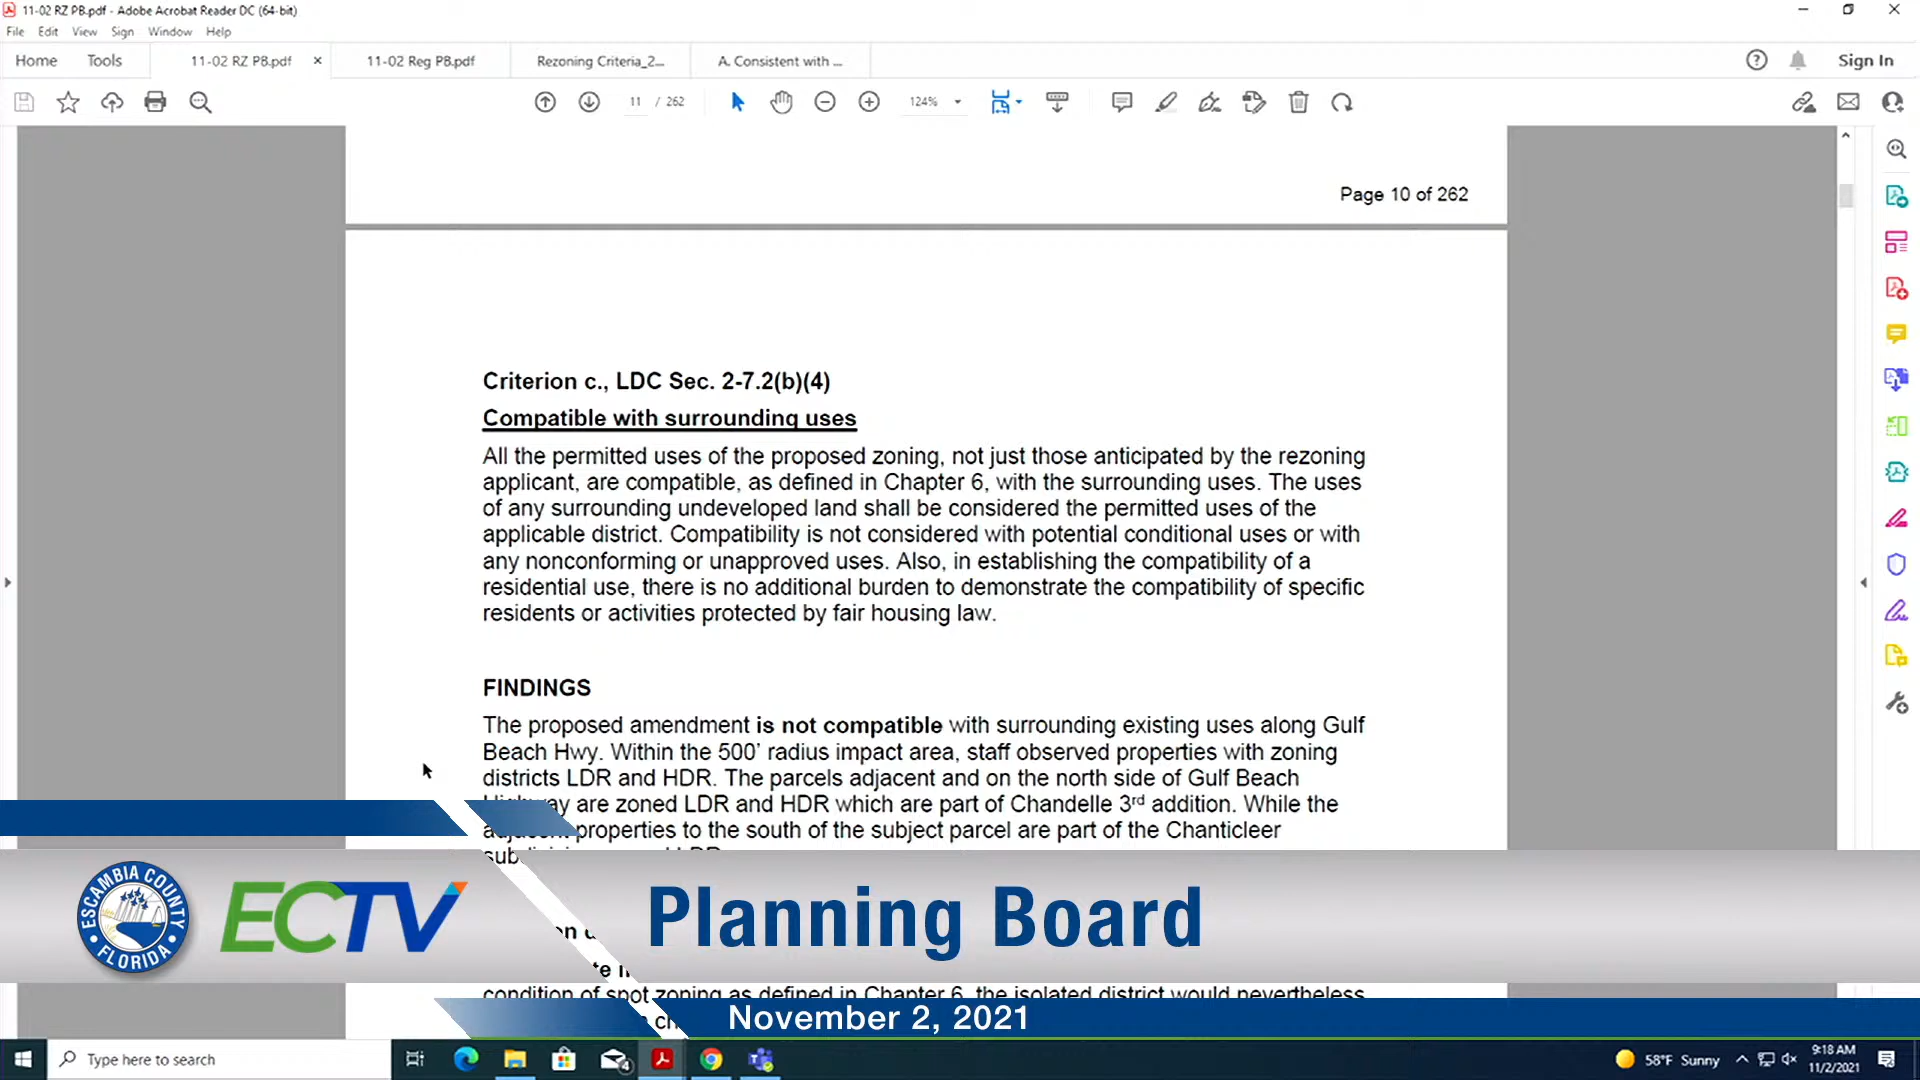 11-02 RZ PB.pdf - Adobe Acrobat Reader DC (64-bit)
File Edit View Sign Window Help
Home Tools 11-02 RZ PB.pdf × 11-02 Reg PB.pdf Rezoning Criteria_2... A. Consistent with ... Sign In
11 / 262 124%
Page 10 of 262
Criterion c., LDC Sec. 2-7.2(b)(4)
Compatible with surrounding uses
All the permitted uses of the proposed zoning, not just those anticipated by the rezoning
applicant, are compatible, as defined in Chapter 6, with the surrounding uses. The uses
of any surrounding undeveloped land shall be considered the permitted uses of the
applicable district. Compatibility is not considered with potential conditional uses or with
any nonconforming or unapproved uses. Also, in establishing the compatibility of a
residential use, there is no additional burden to demonstrate the compatibility of specific
residents or activities protected by fair housing law.
FINDINGS
The proposed amendment is not compatible with surrounding existing uses along Gulf
Beach Hwy. Within the 500' radius impact area, staff observed properties with zoning
districts LDR and HDR. The parcels adjacent and on the north side of Gulf Beach
Highway are zoned LDR and HDR which are part of Chandelle 3rd addition. While the
adjacent properties to the south of the subject parcel are part of the Chanticleer
ESCAMBIA COUNTY
FLORIDA
ECTV
Planning Board
condition of spot zoning as defined in Chapter 6, the isolated district would nevertheless
November 2, 2021
Type here to search
4
58°F Sunny
9:18 AM
11/2/2021